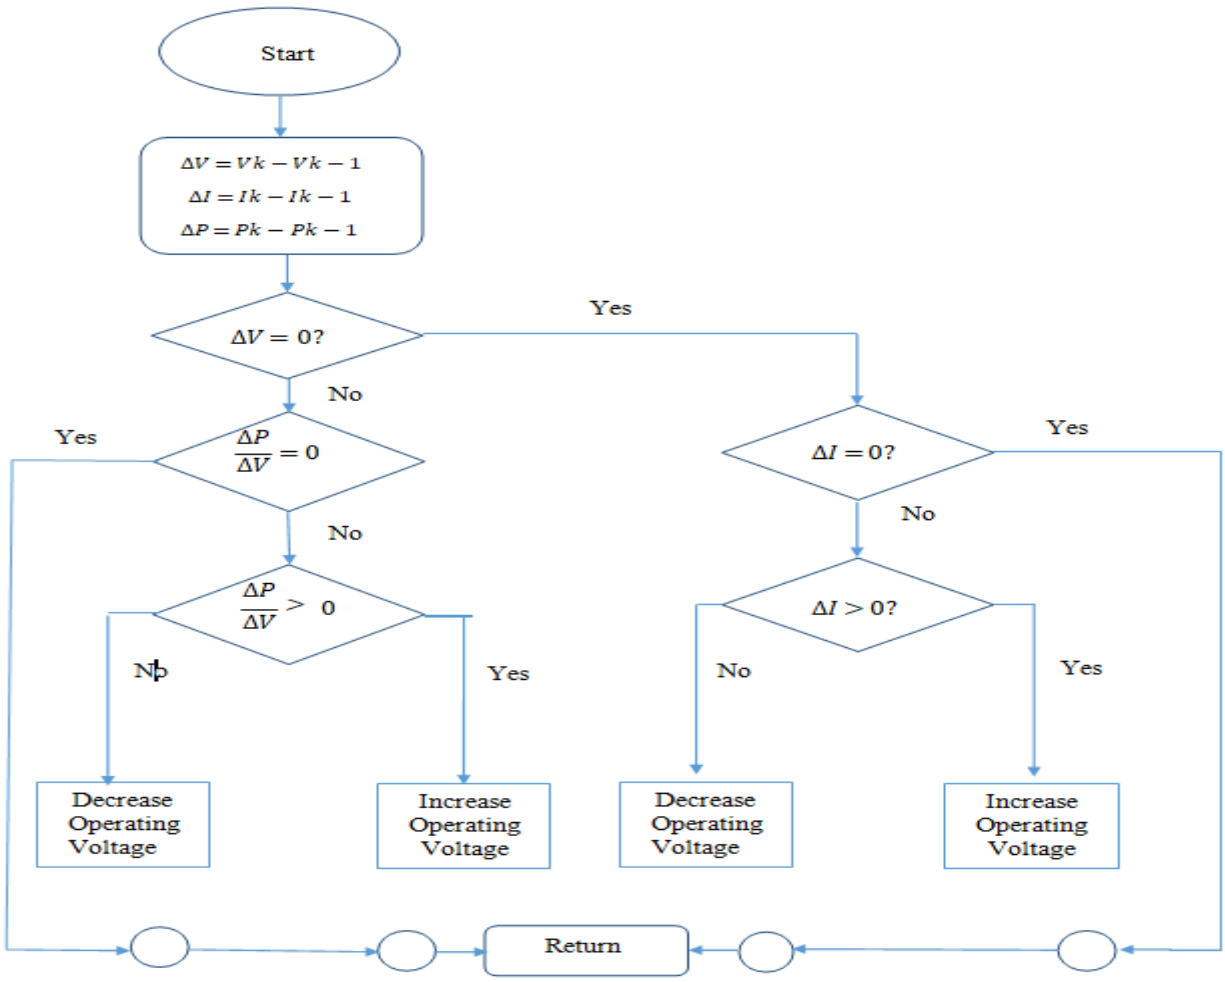 Start
ΔV = Vk − Vk − 1
ΔI = Ik − Ik − 1
ΔP = Pk − Pk − 1
Yes
ΔV = 0?
No
Yes
ΔP
ΔV
= 0
Yes
ΔI = 0?
No
No
ΔP
ΔV
> 0
ΔI > 0?
No
Yes
No
Yes
Decrease
Operating
Voltage
Increase
Operating
Voltage
Decrease
Operating
Voltage
Increase
Operating
Voltage
Return